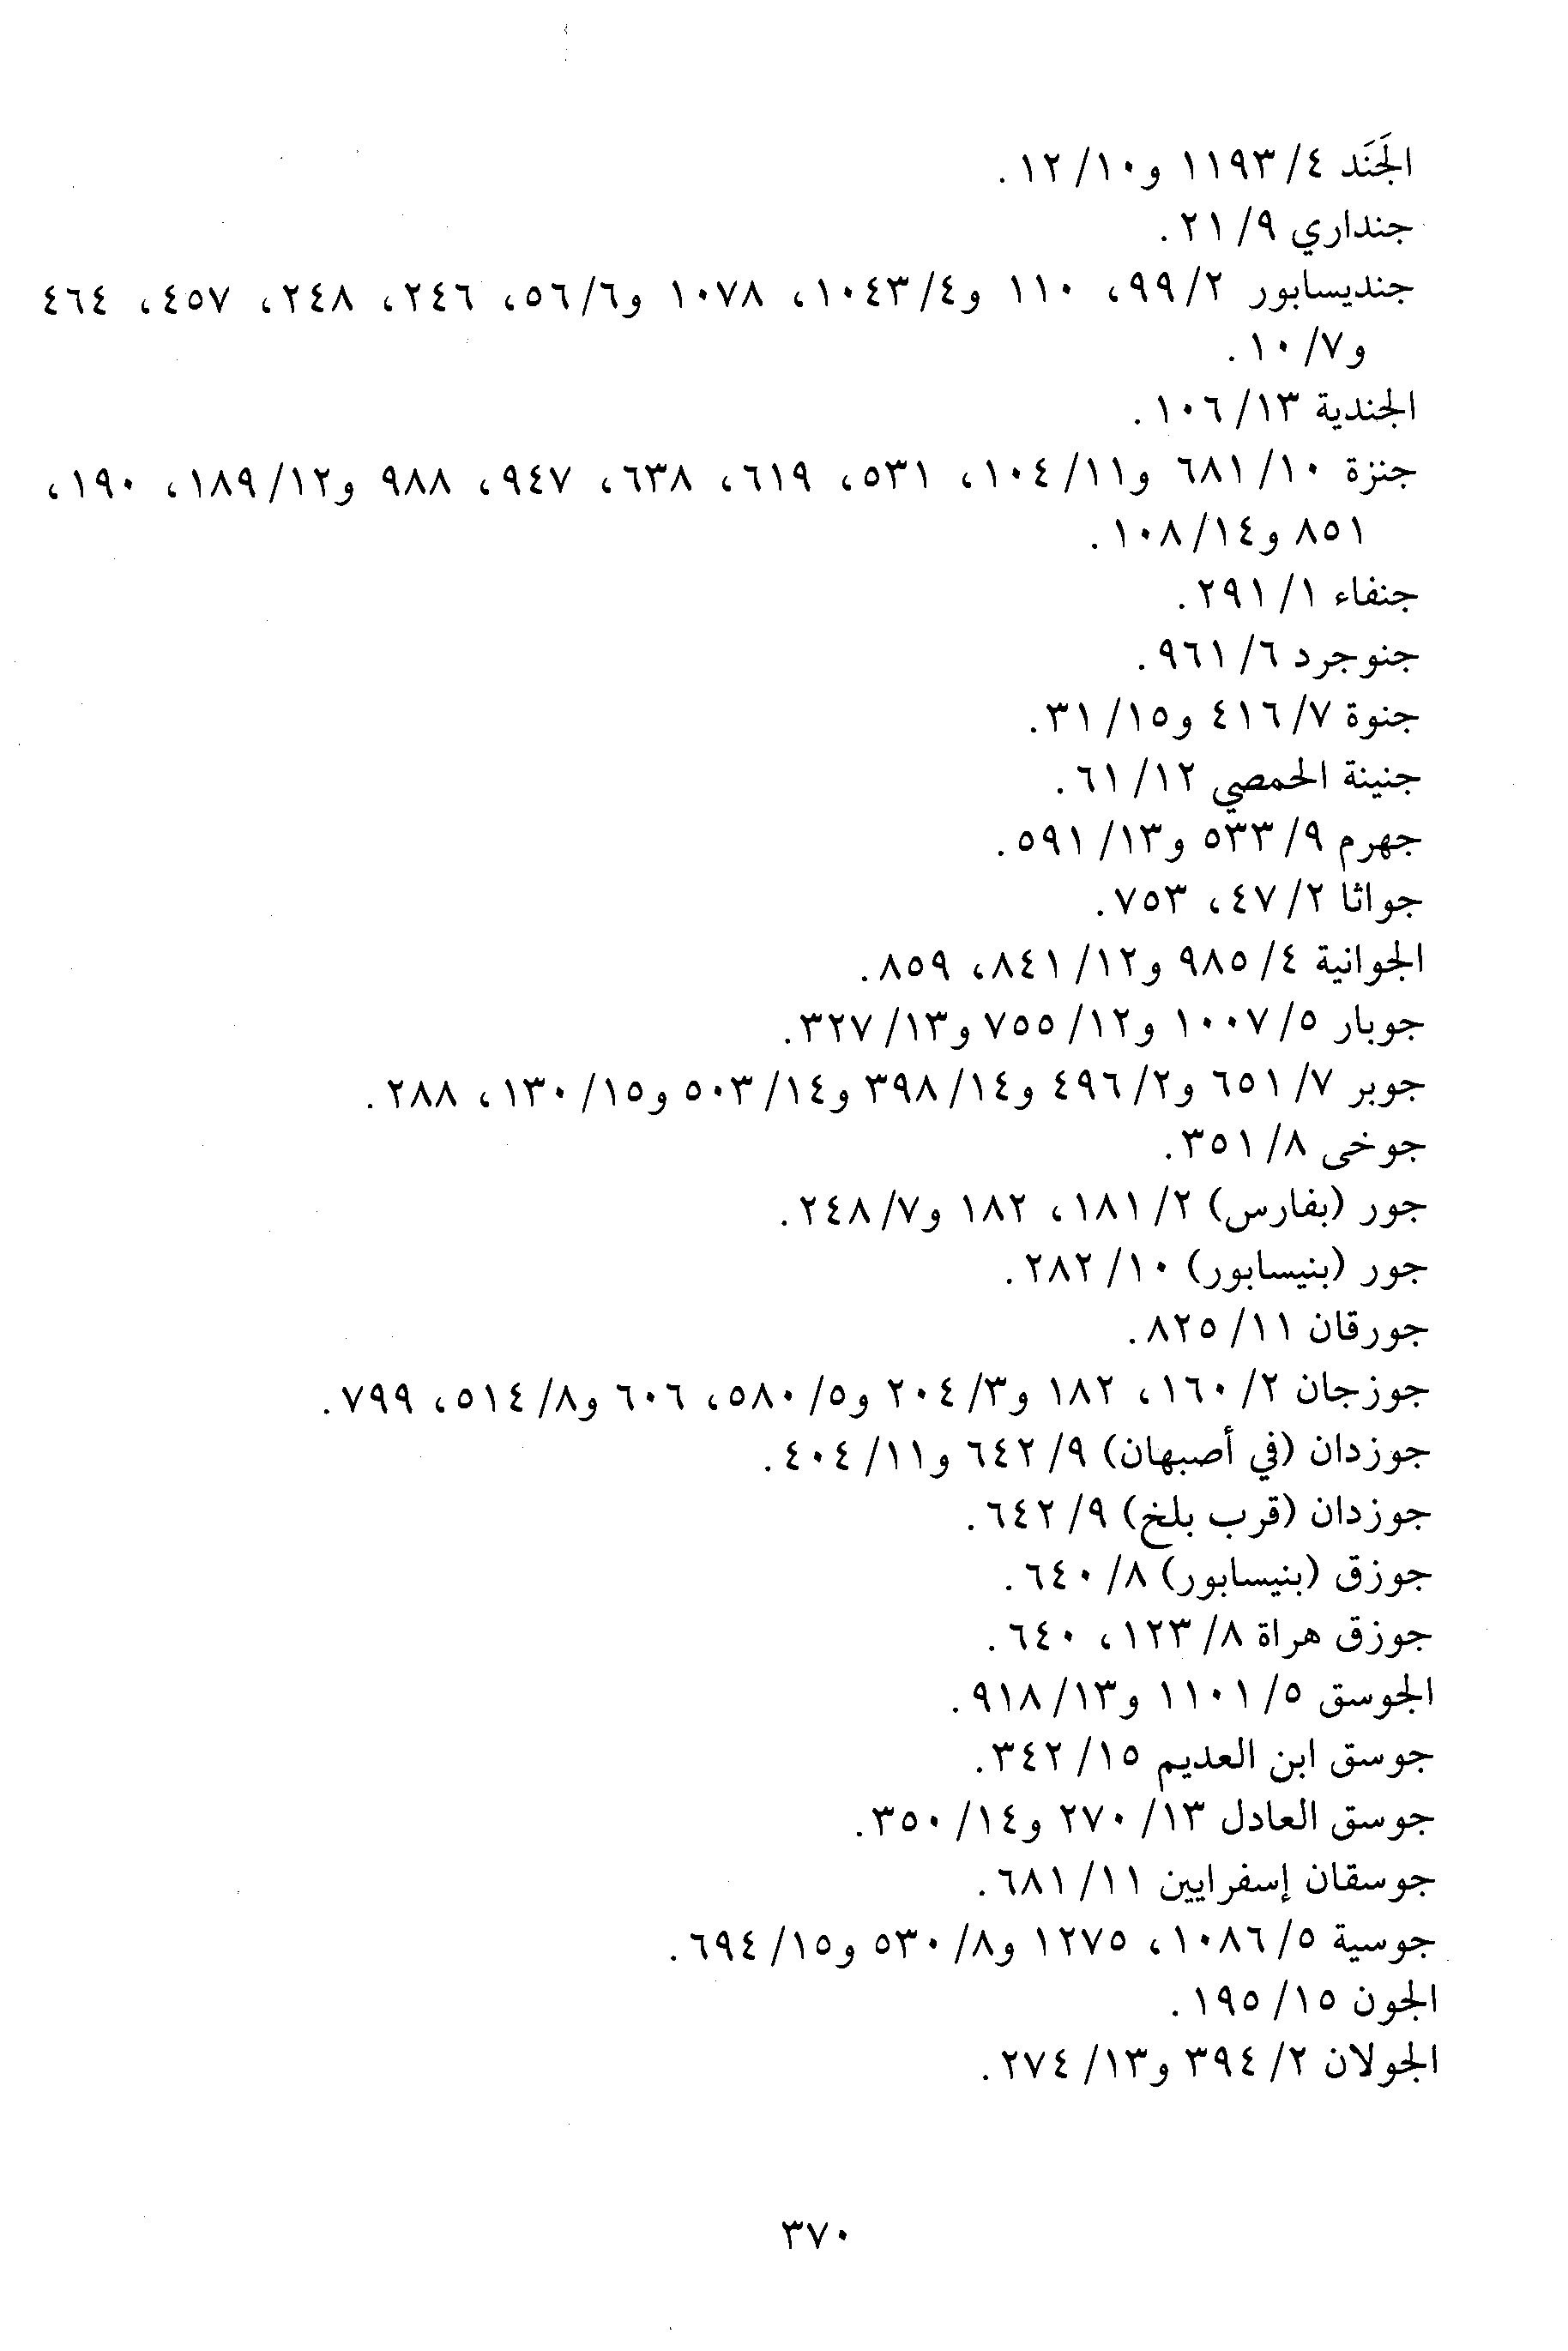 الجَنَد ٤/ ١١٩٣ و١٠/ ١٢.
جنداري ٩/ ٢١.
جنديسابور ٢/ ٩٩، ١١٠ و٤/ ١٠٤٣، ١٠٧٨ و٦/ ٥٦، ٢٤٦، ٢٤٨، ٤٥٧، ٤٦٤
و٧/ ١٠.
الجندية ١٣/ ١٠٦.
جنزة ١٠/ ٦٨١ و١١/ ١٠٤، ٥٣١، ٦١٩، ٦٣٨، ٩٤٧، ٩٨٨ و١٢/ ١٨٩، ١٩٠،
٨٥١ و١٤/ ١٠٨.
جنفاء ١/ ٢٩١.
جنوجرد ٦/ ٩٦١.
جنوة ٧/ ٤١٦ و١٥/ ٣١.
جنينة الحمصي ١٢/ ٦١.
جهرم ٩/ ٥٣٣ و١٣/ ٥٩١.
جواثا ٢/ ٤٧، ٧٥٣.
الجوانية ٤/ ٩٨٥ و١٢/ ٨٤١، ٨٥٩.
جوبار ٥/ ١٠٠٧ و١٢/ ٧٥٥ و١٣/ ٣٢٧.
جوبر ٧/ ٦٥١ و٢/ ٤٩٦ و١٤/ ٣٩٨ و١٤/ ٥٠٣ و١٥/ ١٣٠، ٢٨٨.
جوخى ٨/ ٣٥١.
جور (بفارس) ٢/ ١٨١، ١٨٢ و٧/ ٢٤٨.
جور (بنيسابور) ١٠/ ٢٨٢.
جورقان ١١/ ٨٢٥.
جوزجان ٢/ ١٦٠، ١٨٢ و٣/ ٢٠٤ و٥/ ٥٨٠، ٦٠٦ و٨/ ٥١٤، ٧٩٩.
جوزدان (في أصبهان) ٩/ ٦٤٢ و١١/ ٤٠٤.
جوزدان (قرب بلخ) ٩/ ٦٤٢.
جوزق (بنيسابور) ٨/ ٦٤٠.
جوزق هراة ٨/ ١٢٣، ٦٤٠.
الجوسق ٥/ ١١٠١ و١٣/ ٩١٨.
جوسق ابن العديم ١٥/ ٣٤٢.
جوسق العادل ١٣/ ٢٧٠ و١٤/ ٣٥٠.
جوسقان إسفرايين ١١/ ٦٨١.
جوسية ٥/ ١٠٨٦، ١٢٧٥ و٨/ ٥٣٠ و١٥/ ٦٩٤.
الجون ١٥/ ١٩٥.
الجولان ٢/ ٣٩٤ و١٣/ ٢٧٤.
٣٧٠